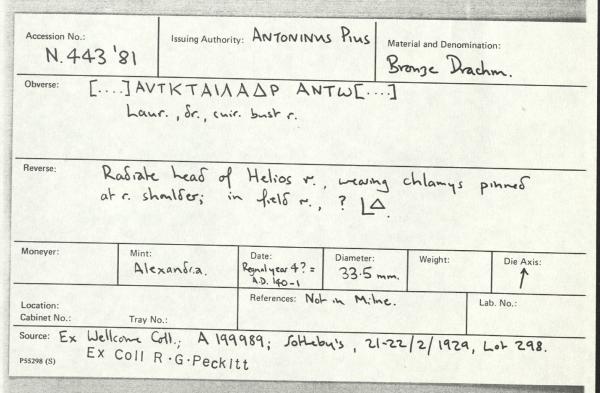 Accession No.: Issuing Authority: ANTONINUS PIUS Material and Denomination:
N.443 '81 Bronze Drachm.
Obverse: [....]AVTKTAIΛAΔP ANTω[....]
Laur., dr., cuir. bust r.
Reverse: Radiate head of Helios r., wearing chlamys pinned
at r. shoulder; in field r., ? LΔ.
Moneyer: Mint: Date: Diameter: Weight: Die Axis:
Alexandria. Regnal year 4? = 33.5 mm. ↑
A.D. 140-1
Location: References: Not in Milne. Lab. No.:
Cabinet No.: Tray No.:
Source: Ex Wellcome Coll.; A 199989; Sotheby's, 21-22/2/1929, Lot 298.
PS5298 (S) Ex Coll R.G.Peckitt